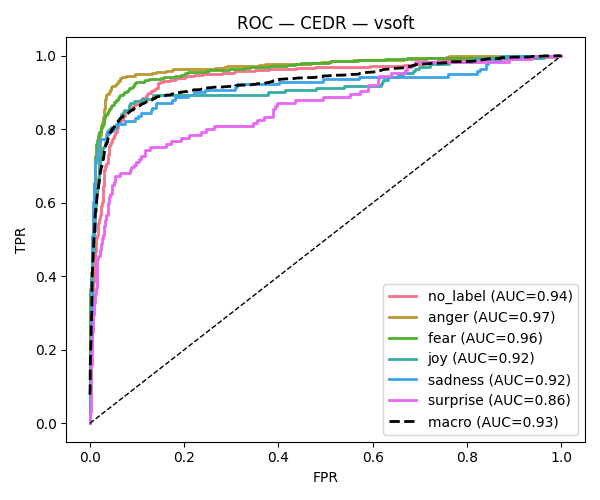 ROC — CEDR — vsoft
TPR
1.0
0.8
0.6
0.4
0.2
0.0
no_label (AUC=0.94)
anger (AUC=0.97)
fear (AUC=0.96)
joy (AUC=0.92)
sadness (AUC=0.92)
surprise (AUC=0.86)
macro (AUC=0.93)
0.0 0.2 0.4 0.6 0.8 1.0
FPR